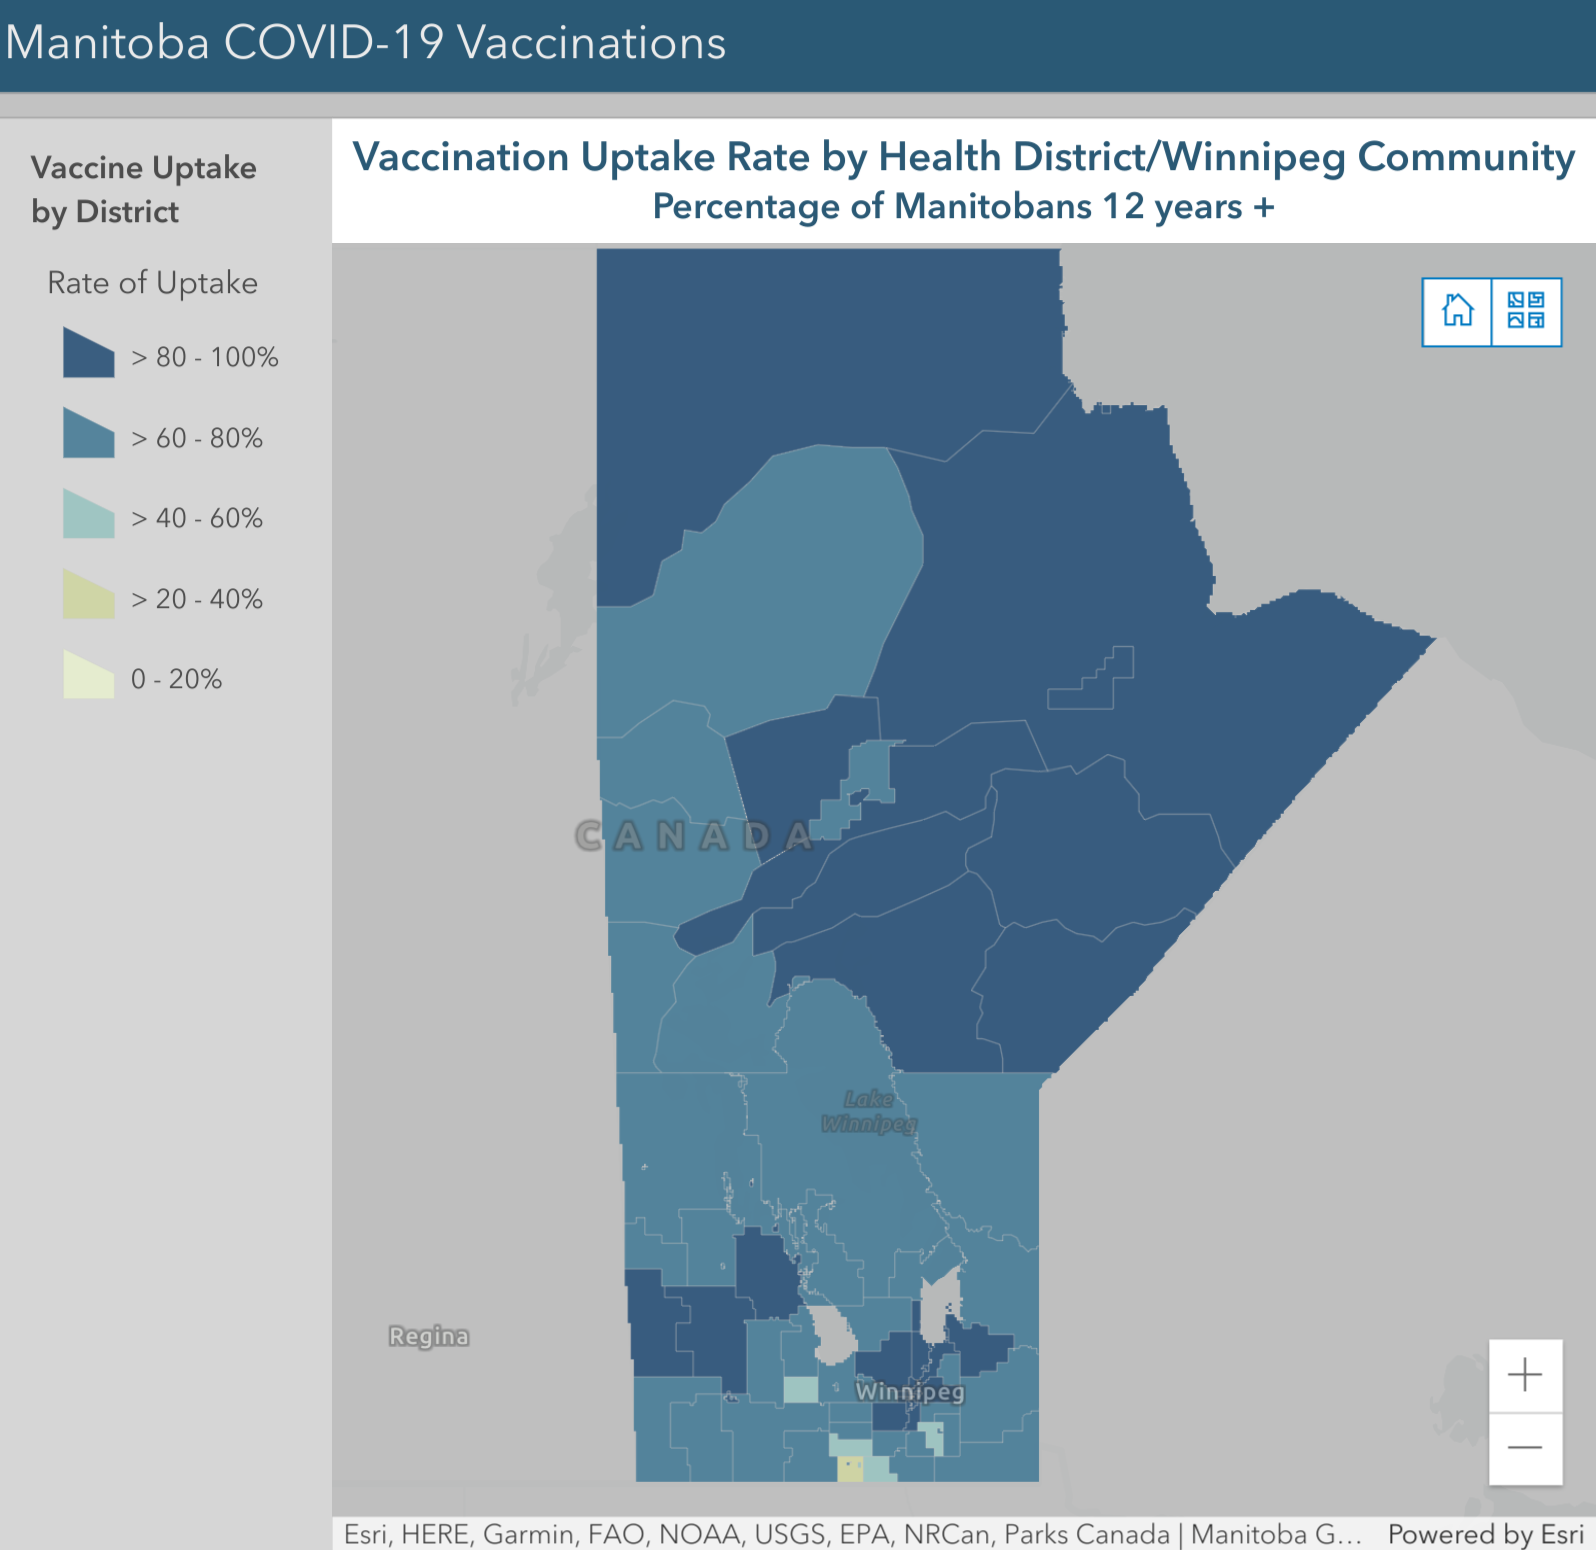 Manitoba COVID-19 Vaccinations
Vaccine Uptake
by District
Rate of Uptake
> 80 - 100%
> 60 - 80%
> 40 - 60%
> 20 - 40%
0 - 20%
Vaccination Uptake Rate by Health District/Winnipeg Community
Percentage of Manitobans 12 years +
CANADA
Lake
Winnipeg
Regina
Winnipeg
+
−
Esri, HERE, Garmin, FAO, NOAA, USGS, EPA, NRCan, Parks Canada | Manitoba G... Powered by Esri